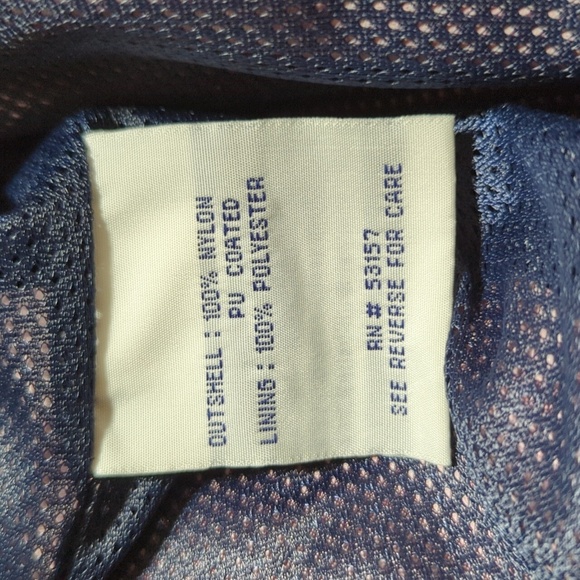 OUTSHELL : 100% NYLON
PU COATED
LINING : 100% POLYESTER
RN# 53157
SEE REVERSE FOR CARE